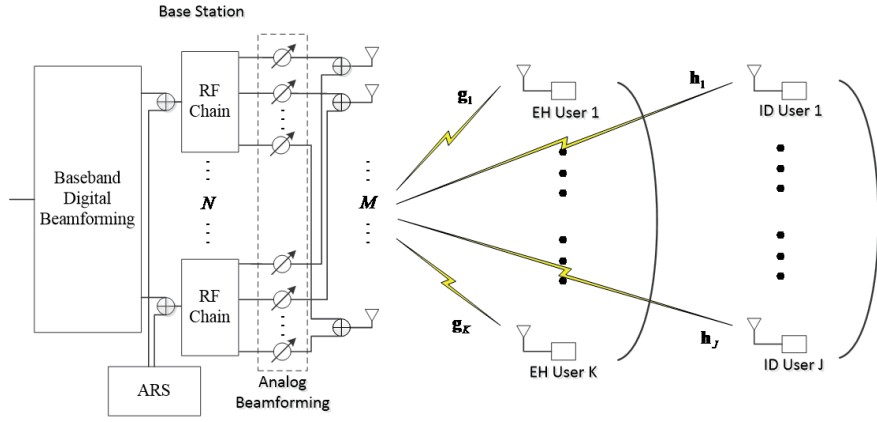 Base Station
Baseband
Digital
Beamforming
RF
Chain
N
RF
Chain
ARS
Analog
Beamforming
M
g1
EH User 1
h1
ID User 1
gK
EH User K
hJ
ID User J